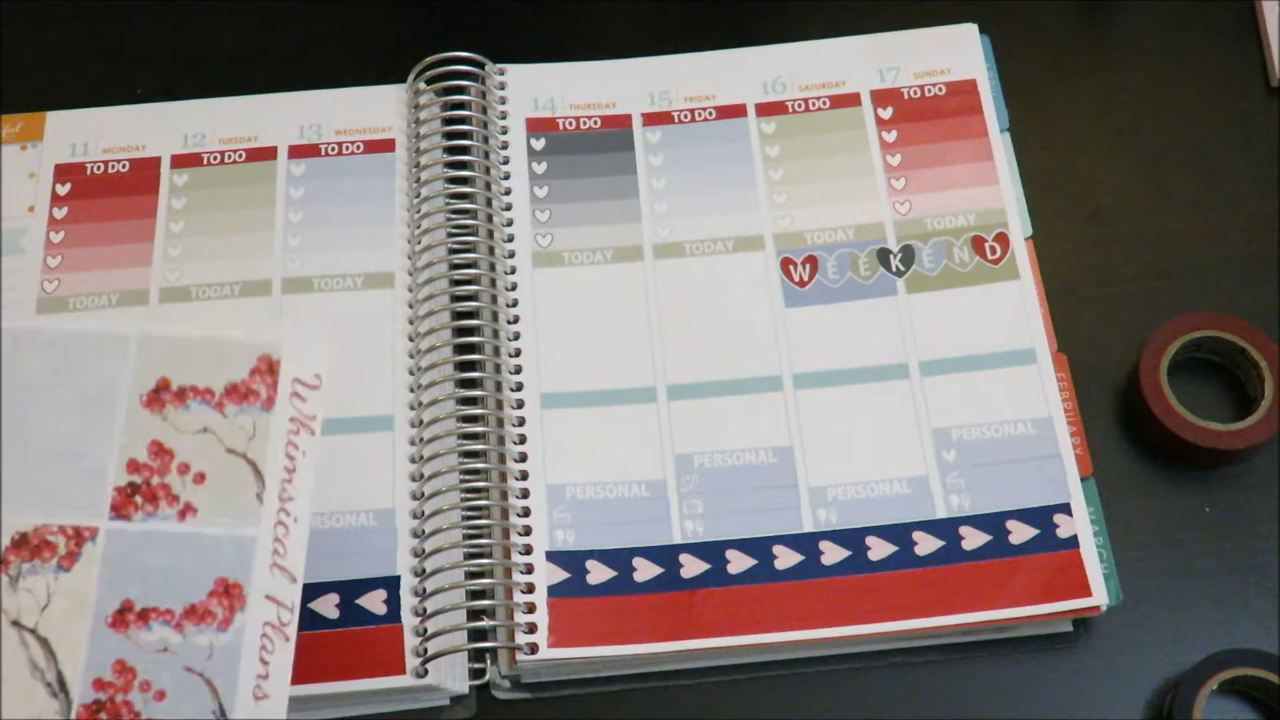 11 MONDAY
12 TUESDAY
13 WEDNESDAY
14 THURSDAY
15 FRIDAY
16 SATURDAY
17 SUNDAY
TO DO
TO DO
TO DO
TO DO
TO DO
TO DO
TO DO
TODAY
TODAY
TODAY
TODAY
TODAY
TODAY
TODAY
WEEKEND
PERSONAL
PERSONAL
PERSONAL
PERSONAL
Whimsical Plans
FEBRUARY
MARCH